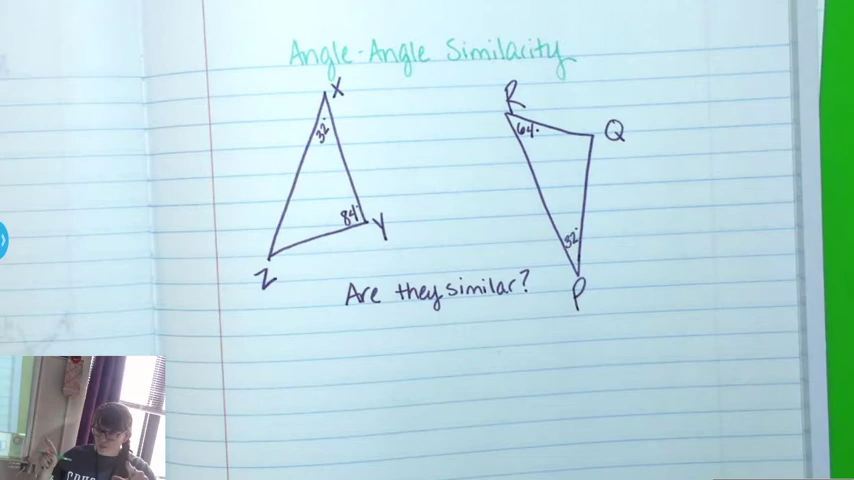 Angle-Angle Similarity
X
32°
84°
Y
Z
R
64°
Q
32°
P
Are they similar?